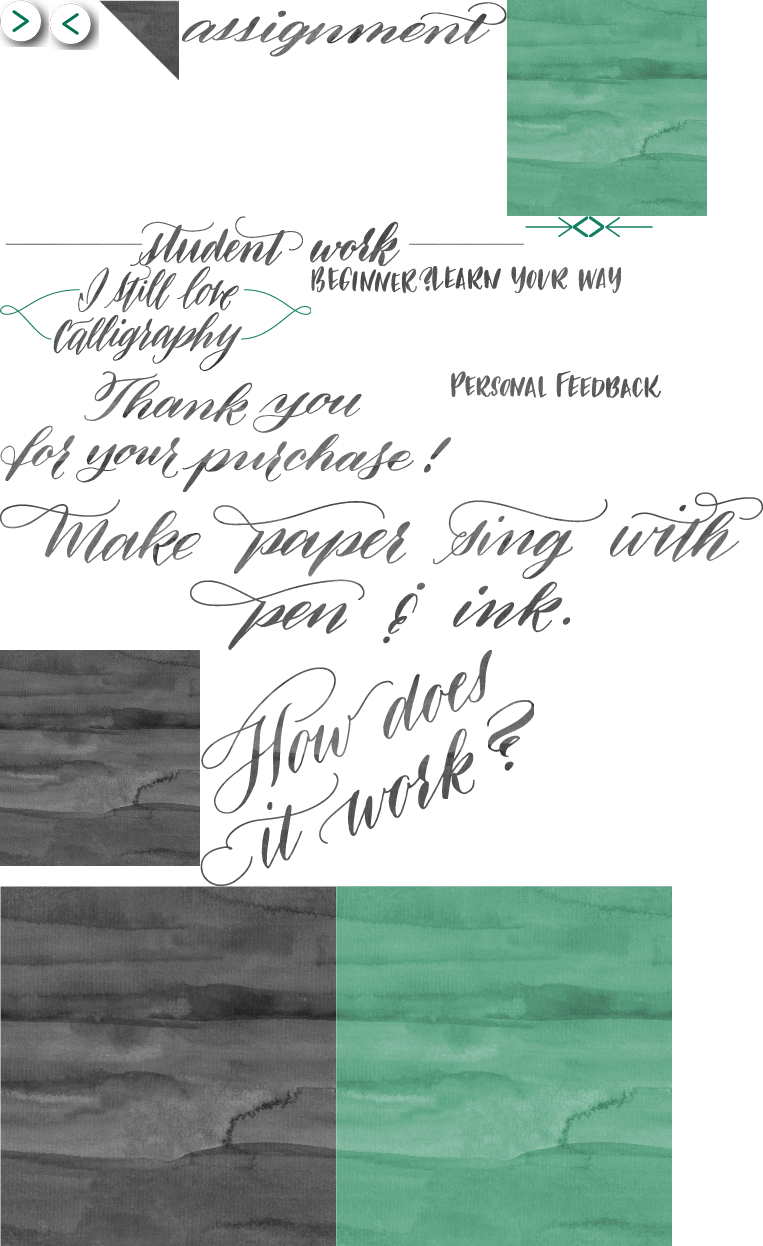 assignment
student work
I still love
Calligraphy
BEGINNER?
LEARN YOUR WAY
PERSONAL FEEDBACK
Thank you
for your purchase!
Make paper sing with
pen & ink.
How does
it work?